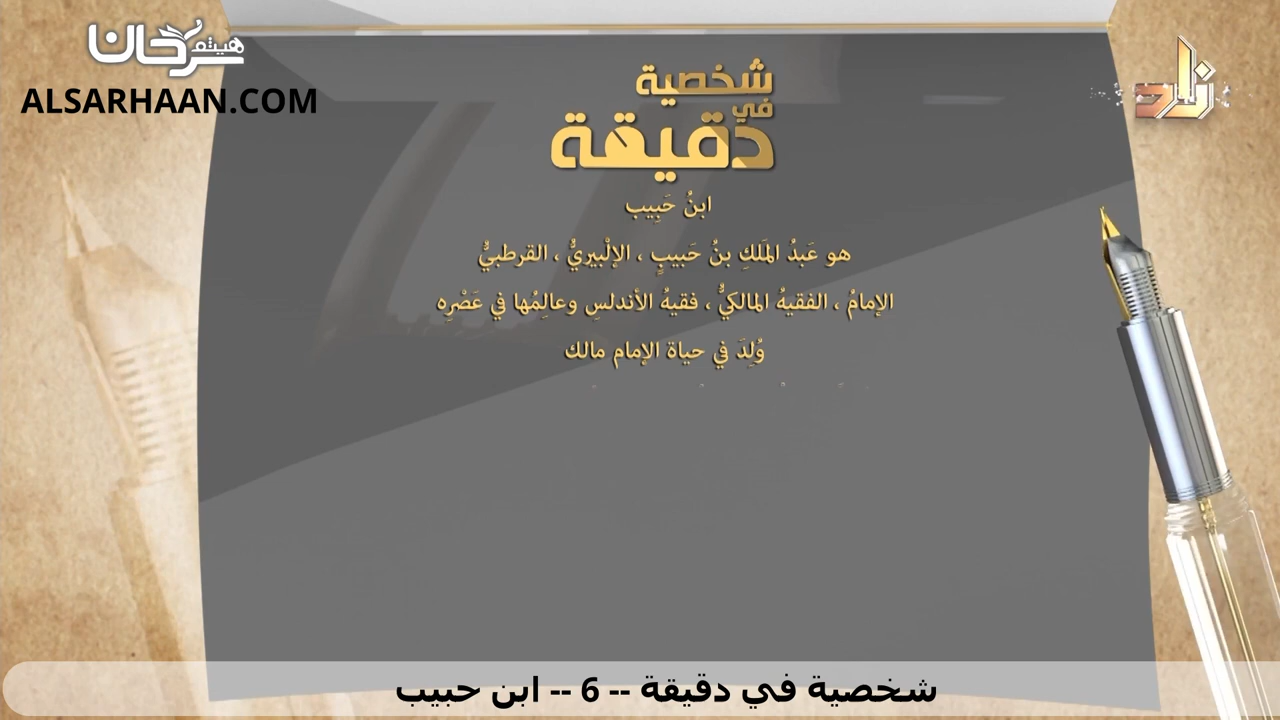 هيثم سرحان
ALSARHAAN.COM
زاد
شخصية
في
دقيقة
ابنُ حَبِيب
هو عَبدُ المَلكِ بنُ حَبيبٍ ، الإلْبيريُّ ، القرطبيُّ
الإمامُ ، الفقيهُ المالكيُّ ، فقيهُ الأندلسِ وعالِمُها في عَصْرِه
وُلِدَ في حياة الإمام مالك
شخصية في دقيقة -- 6 -- ابن حبيب